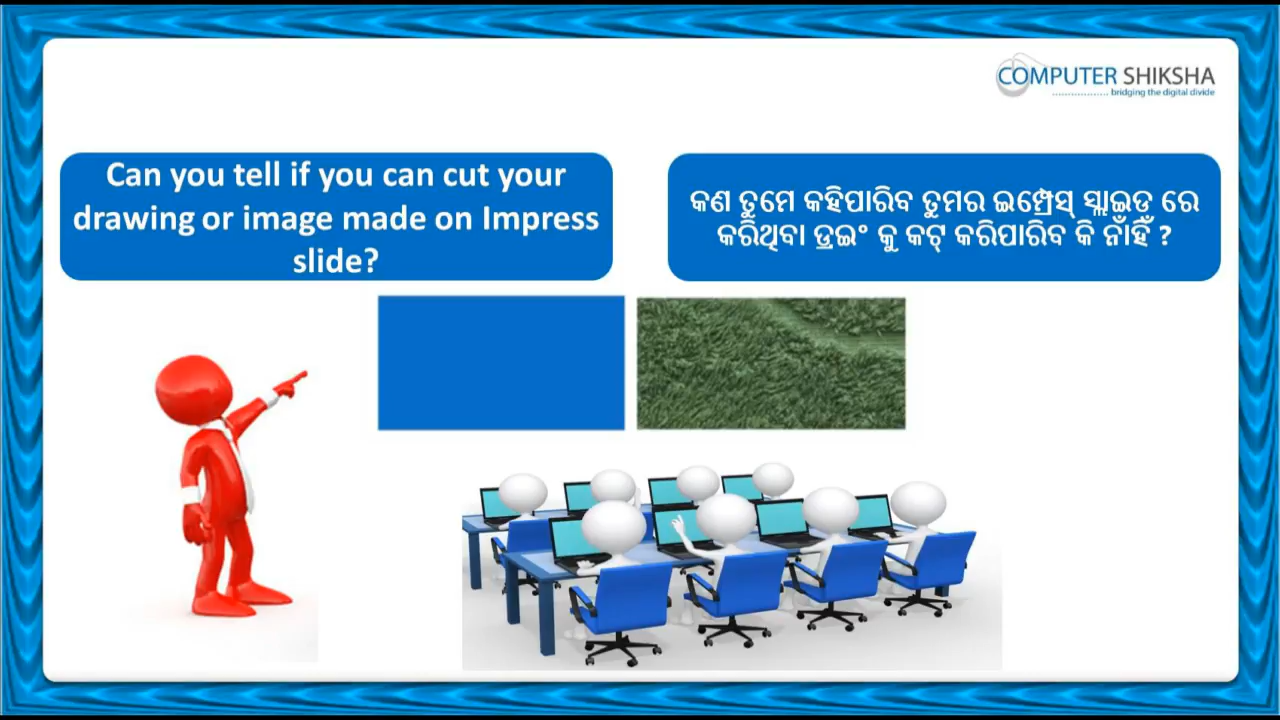 COMPUTER SHIKSHA
bridging the digital divide
Can you tell if you can cut your
drawing or image made on Impress
slide?
କଣ ତୁମେ କହିପାରିବ ତୁମର ଇମ୍ପ୍ରେସ୍ ସ୍ଲାଇଡ଼ ରେ
କରିଥିବା ଡ୍ରଇଂ କୁ କଟ୍ କରିପାରିବ କି ନାଁହିଁ ?